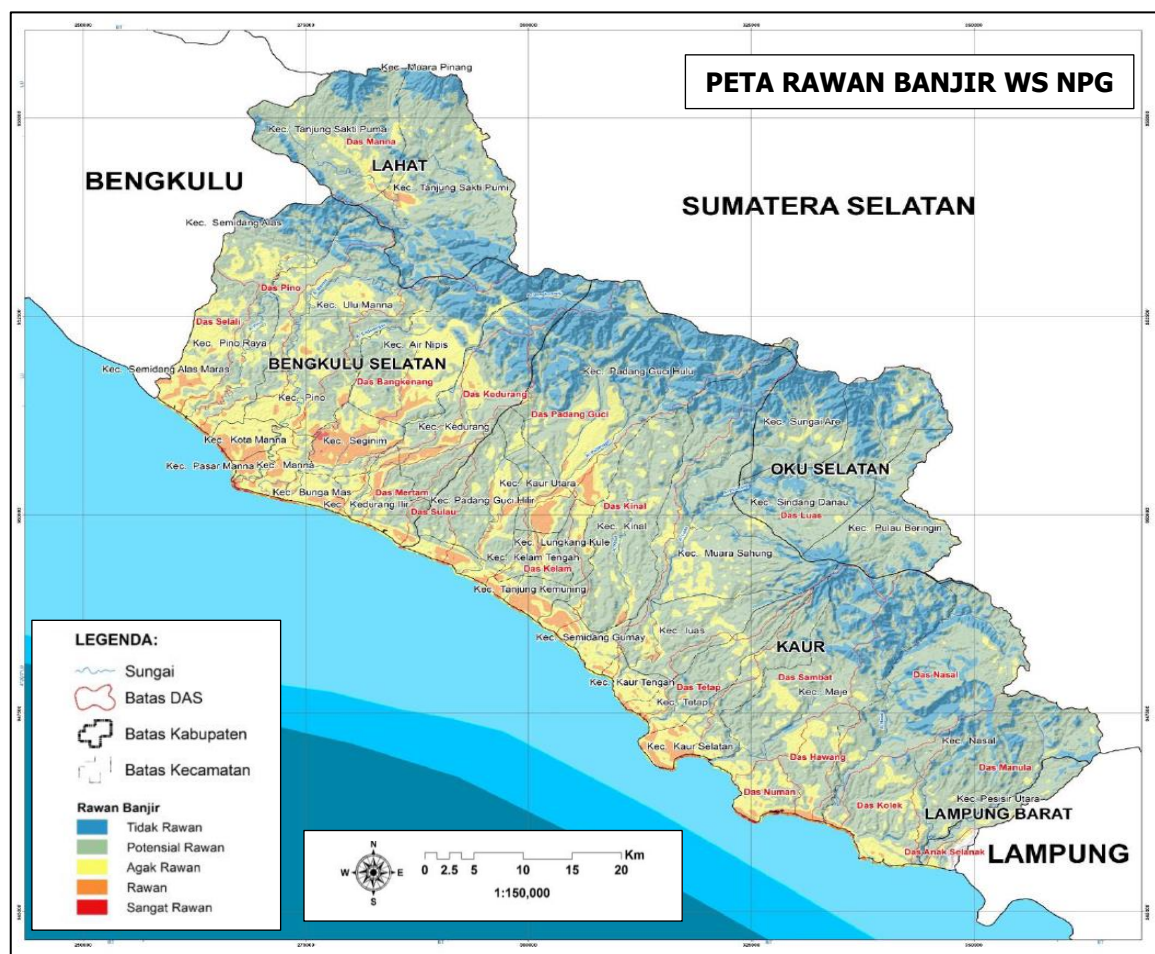 PETA RAWAN BANJIR WS NPG
Kec. Muara Pinang
Kec. Tanjung Sakti Puma
Das Manna
LAHAT
Kec. Tanjung Sakti Pumi
BENGKULU
SUMATERA SELATAN
Kec. Semidang Alas
Das Pino
Kec. Ulu Manna
Das Selali
Kec. Pino Raya
Kec. Air Nipis
BENGKULU SELATAN
Kec. Semidang Alas Maras
Das Bangkenang
Kec. Padang Guci Hulu
Kec. Pino
Das Kedurang
Das Padang Guci
Kec. Sungai Are
Kec. Kedurang
Kec. Kota Manna
Kec. Seginim
Kec. Pasar Manna
Kec. Manna
OKU SELATAN
Kec. Kaur Utara
Kec. Bunga Mas
Das Mertam
Kec. Padang Guci Hilir
Kec. Kedurang Ilir
Das Sulau
Das Kinal
Kec. Sindang Danau
Das Luas
Kec. Kinal
Kec. Pulau Beringin
Kec. Lungkang Kule
Kec. Muara Sahung
Kec. Kelam Tengah
Das Kelam
Kec. Tanjung Kemuning
Kec. Semidang Gumay
Kec. luas
KAUR
Das Nasal
Das Sambat
Kec. Kaur Tengah
Das Tetap
Kec. Maje
Kec. Tetap
Kec. Nasal
Kec. Kaur Selatan
Das Hawang
Das Manula
Das Numan
Das Kolek
Kec. Pesisir Utara
LAMPUNG BARAT
Das Anak Selanak
LAMPUNG
LEGENDA:
Sungai
Batas DAS
Batas Kabupaten
Batas Kecamatan
Rawan Banjir
Tidak Rawan
Potensial Rawan
Agak Rawan
Rawan
Sangat Rawan
N
W E
S
0 2.5 5 10 15 20 Km
1:150,000